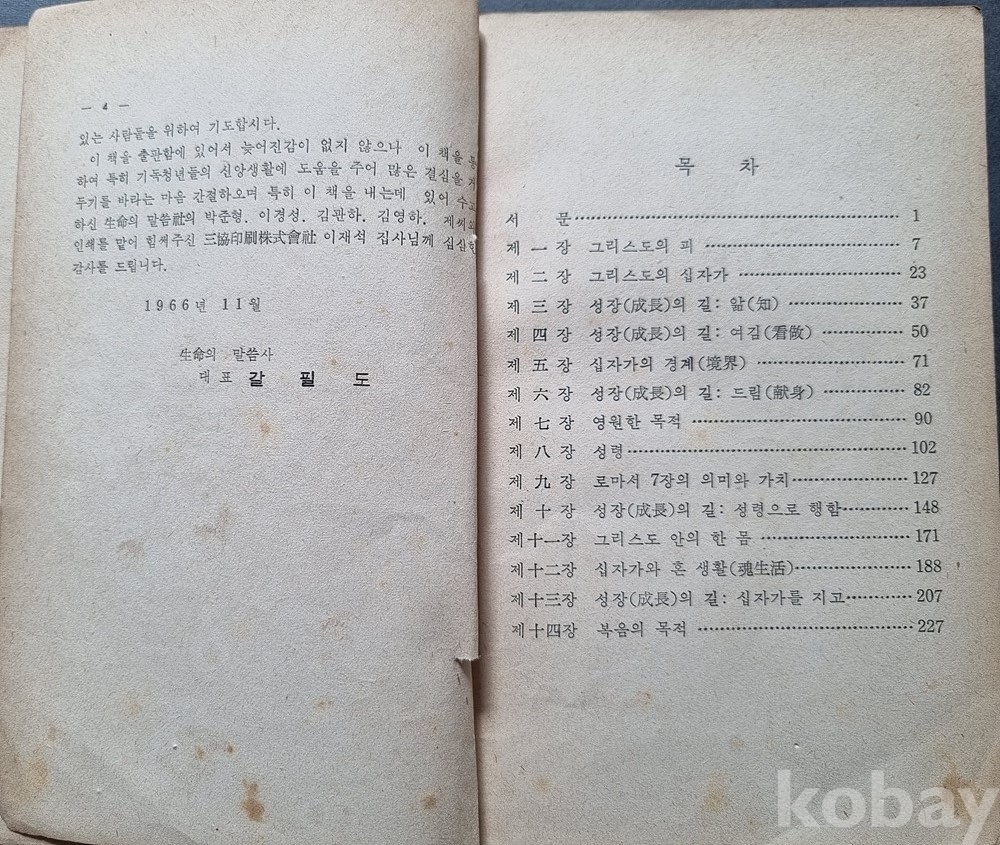 — 4 —
있는 사람들을 위하여 기도합시다.
이 책을 출판함에 있어서 늦어진감이 없지 않으나 이 책을 통
하여 특히 기독청년들의 신앙생활에 도움을 주어 많은 결심을
두기를 바라는 마음 간절하오며 특히 이 책을 내는데 있어 수고
하신 生命의 말씀社의 박준형. 이경성. 김관하. 김영하. 제씨와
인쇄를 맡어 힘써주신 三協印刷株式會社 이재석 집사님께 심심한
감사를 드립니다.
1966년 11월
生命의 말씀사
대표 갈 필 도
목 차
서 문 1
제 一 장 그리스도의 피 7
제 二 장 그리스도의 십자가 23
제 三 장 성장(成長)의 길: 앎(知) 37
제 四 장 성장(成長)의 길: 여김(看做) 50
제 五 장 십자가의 경계(境界) 71
제 六 장 성장(成長)의 길: 드림(献身) 82
제 七 장 영원한 목적 90
제 八 장 성령 102
제 九 장 로마서 7장의 의미와 가치 127
제 十 장 성장(成長)의 길: 성령으로 행함 148
제十一장 그리스도 안의 한 몸 171
제十二장 십자가와 혼 생활(魂生活) 188
제十三장 성장(成長)의 길: 십자가를 지고 207
제十四장 복음의 목적 227
kobay